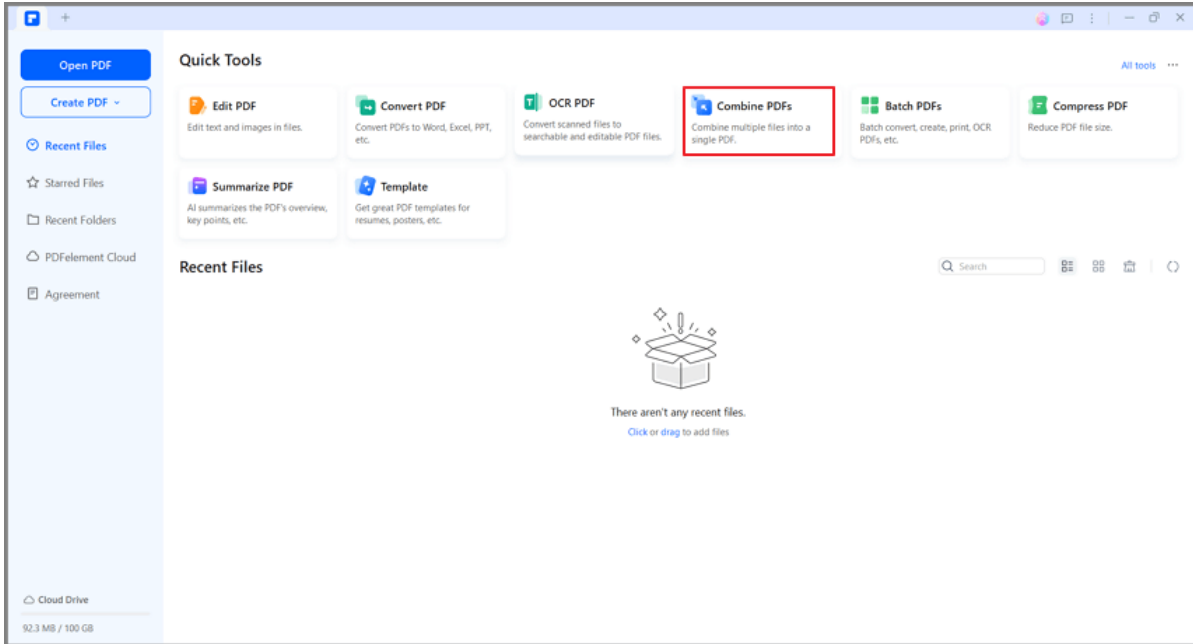 Open PDF
Create PDF
Recent Files
Starred Files
Recent Folders
PDFelement Cloud
Agreement
Cloud Drive
92.3 MB / 100 GB
Quick Tools
All tools
Edit PDF
Edit text and images in files.
Convert PDF
Convert PDFs to Word, Excel, PPT,
etc.
OCR PDF
Convert scanned files to
searchable and editable PDF files.
Combine PDFs
Combine multiple files into a
single PDF.
Batch PDFs
Batch convert, create, print, OCR
PDFs, etc.
Compress PDF
Reduce PDF file size.
Summarize PDF
AI summarizes the PDF's overview,
key points, etc.
Template
Get great PDF templates for
resumes, posters, etc.
Recent Files
Search
There aren't any recent files.
Click or drag to add files